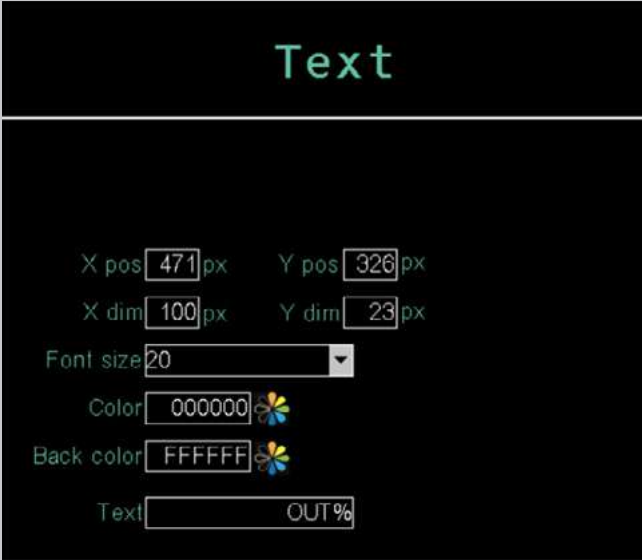 Text
X pos 471 px Y pos 326 px
X dim 100 px Y dim 23 px
Font size 20
Color 000000
Back color FFFFFF
Text OUT%